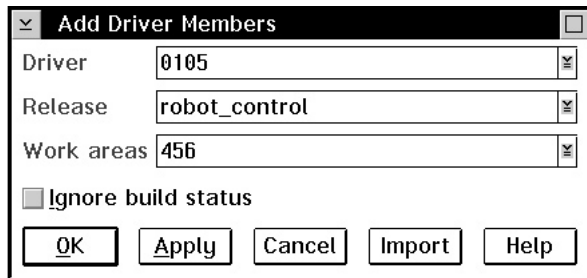 Add Driver Members
Driver 0105
Release robot_control
Work areas 456
Ignore build status
OK Apply Cancel Import Help